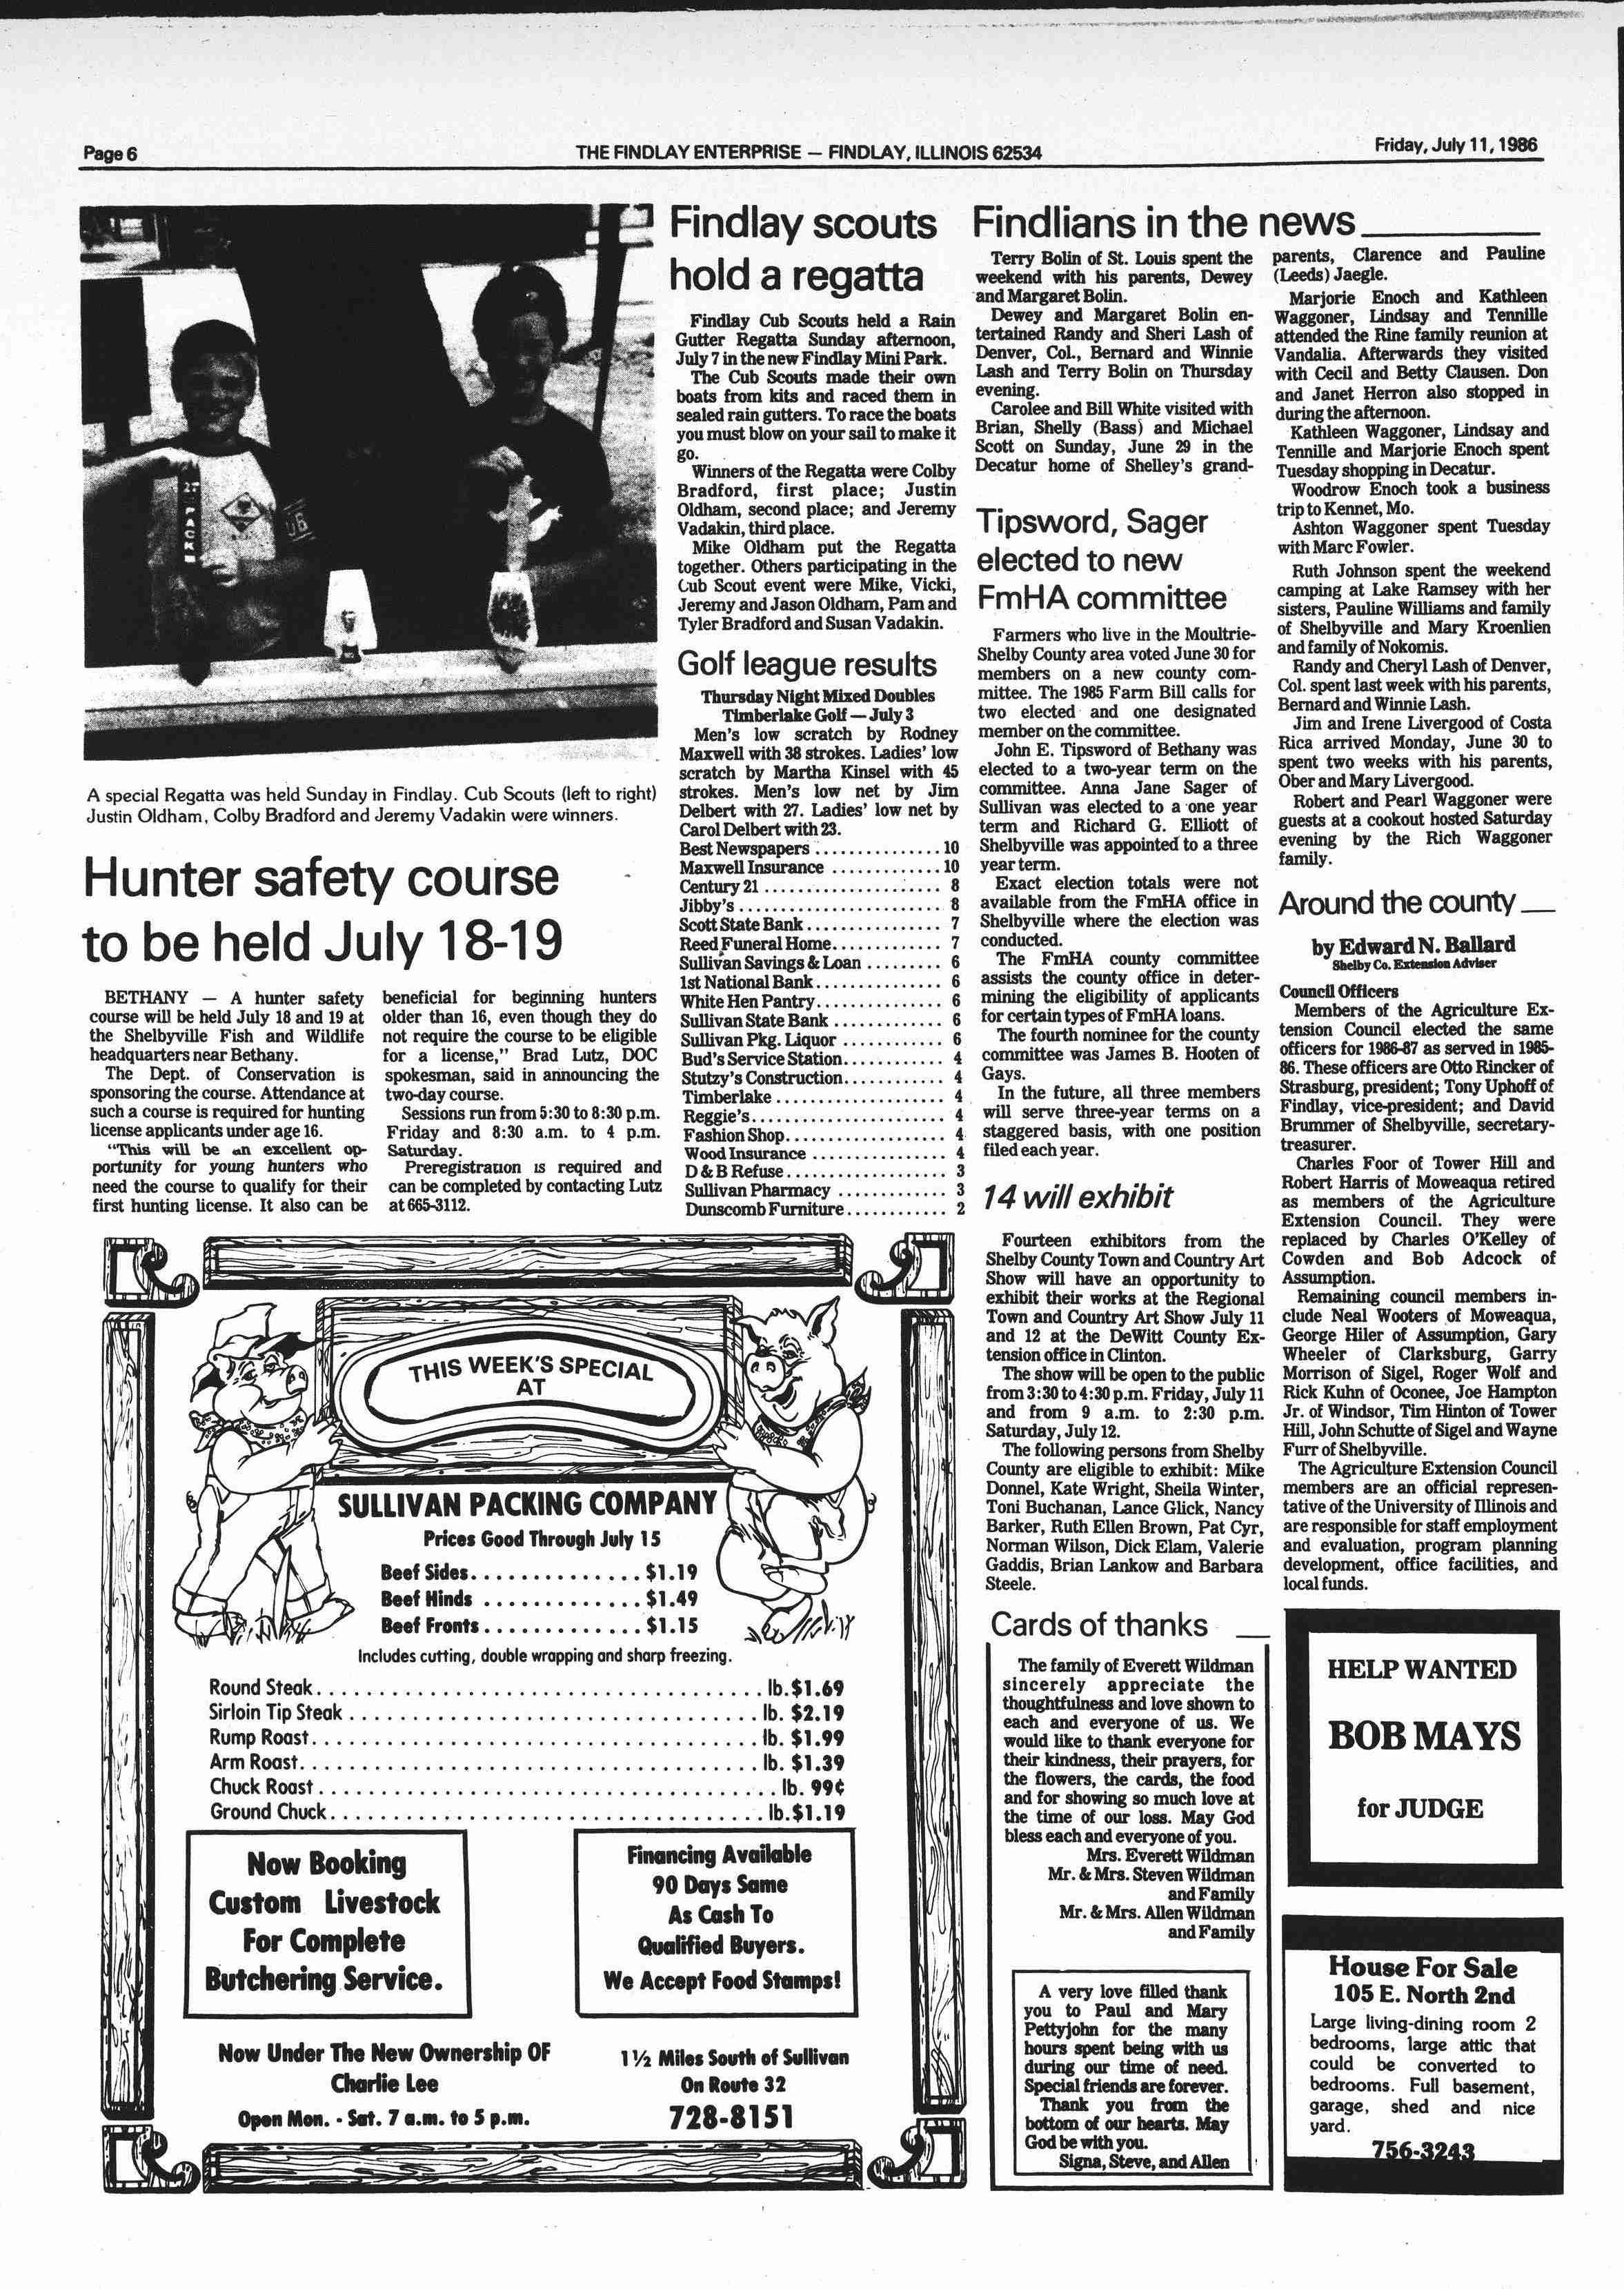 Page 6
THE FINDLAY ENTERPRISE — FINDLAY, ILLINOIS 62534
Friday, July 11, 1986
27
PACK
A special Regatta was held Sunday in Findlay. Cub Scouts (left to right)
Justin Oldham, Colby Bradford and Jeremy Vadakin were winners.
Hunter safety course
to be held July 18-19
BETHANY — A hunter safety
course will be held July 18 and 19 at
the Shelbyville Fish and Wildlife
headquarters near Bethany.
The Dept. of Conservation is
sponsoring the course. Attendance at
such a course is required for hunting
license applicants under age 16.
"This will be an excellent op-
portunity for young hunters who
need the course to qualify for their
first hunting license. It also can be
beneficial for beginning hunters
older than 16, even though they do
not require the course to be eligible
for a license," Brad Lutz, DOC
spokesman, said in announcing the
two-day course.
Sessions run from 5:30 to 8:30 p.m.
Friday and 8:30 a.m. to 4 p.m.
Saturday.
Preregistration is required and
can be completed by contacting Lutz
at 665-3112.
Findlay scouts
hold a regatta
Findlay Cub Scouts held a Rain
Gutter Regatta Sunday afternoon,
July 7 in the new Findlay Mini Park.
The Cub Scouts made their own
boats from kits and raced them in
sealed rain gutters. To race the boats
you must blow on your sail to make it
go.
Winners of the Regatta were Colby
Bradford, first place; Justin
Oldham, second place; and Jeremy
Vadakin, third place.
Mike Oldham put the Regatta
together. Others participating in the
Cub Scout event were Mike, Vicki,
Jeremy and Jason Oldham, Pam and
Tyler Bradford and Susan Vadakin.
Golf league results
Thursday Night Mixed Doubles
Timberlake Golf — July 3
Men's low scratch by Rodney
Maxwell with 38 strokes. Ladies' low
scratch by Martha Kinsel with 45
strokes. Men's low net by Jim
Delbert with 27. Ladies' low net by
Carol Delbert with 23.
Best Newspapers ............... 10
Maxwell Insurance ............. 10
Century 21 ..................... 8
Jibby's ........................ 8
Scott State Bank ................ 7
Reed Funeral Home ............. 7
Sullivan Savings & Loan ......... 6
1st National Bank ............... 6
White Hen Pantry ............... 6
Sullivan State Bank ............. 6
Sullivan Pkg. Liquor ............ 6
Bud's Service Station ............ 4
Stutzy's Construction ............ 4
Timberlake .................... 4
Reggie's ....................... 4
Fashion Shop ................... 4
Wood Insurance ................ 4
D & B Refuse ................... 3
Sullivan Pharmacy ............. 3
Dunscomb Furniture ............ 2
Findlians in the news
Terry Bolin of St. Louis spent the
weekend with his parents, Dewey
and Margaret Bolin.
Dewey and Margaret Bolin en-
tertained Randy and Sheri Lash of
Denver, Col., Bernard and Winnie
Lash and Terry Bolin on Thursday
evening.
Carolee and Bill White visited with
Brian, Shelly (Bass) and Michael
Scott on Sunday, June 29 in the
Decatur home of Shelley's grand-
parents, Clarence and Pauline
(Leeds) Jaegle.
Marjorie Enoch and Kathleen
Waggoner, Lindsay and Tennille
attended the Rine family reunion at
Vandalia. Afterwards they visited
with Cecil and Betty Clausen. Don
and Janet Herron also stopped in
during the afternoon.
Kathleen Waggoner, Lindsay and
Tennille and Marjorie Enoch spent
Tuesday shopping in Decatur.
Woodrow Enoch took a business
trip to Kennet, Mo.
Ashton Waggoner spent Tuesday
with Marc Fowler.
Ruth Johnson spent the weekend
camping at Lake Ramsey with her
sisters, Pauline Williams and family
of Shelbyville and Mary Kroenlien
and family of Nokomis.
Randy and Cheryl Lash of Denver,
Col. spent last week with his parents,
Bernard and Winnie Lash.
Jim and Irene Livergood of Costa
Rica arrived Monday, June 30 to
spent two weeks with his parents,
Ober and Mary Livergood.
Robert and Pearl Waggoner were
guests at a cookout hosted Saturday
evening by the Rich Waggoner
family.
Tipsword, Sager
elected to new
FmHA committee
Farmers who live in the Moultrie-
Shelby County area voted June 30 for
members on a new county com-
mittee. The 1985 Farm Bill calls for
two elected and one designated
member on the committee.
John E. Tipsword of Bethany was
elected to a two-year term on the
committee. Anna Jane Sager of
Sullivan was elected to a one year
term and Richard G. Elliott of
Shelbyville was appointed to a three
year term.
Exact election totals were not
available from the FmHA office in
Shelbyville where the election was
conducted.
The FmHA county committee
assists the county office in deter-
mining the eligibility of applicants
for certain types of FmHA loans.
The fourth nominee for the county
committee was James B. Hooten of
Gays.
In the future, all three members
will serve three-year terms on a
staggered basis, with one position
filed each year.
14 will exhibit
Fourteen exhibitors from the
Shelby County Town and Country Art
Show will have an opportunity to
exhibit their works at the Regional
Town and Country Art Show July 11
and 12 at the DeWitt County Ex-
tension office in Clinton.
The show will be open to the public
from 3:30 to 4:30 p.m. Friday, July 11
and from 9 a.m. to 2:30 p.m.
Saturday, July 12.
The following persons from Shelby
County are eligible to exhibit: Mike
Donnel, Kate Wright, Sheila Winter,
Toni Buchanan, Lance Glick, Nancy
Barker, Ruth Ellen Brown, Pat Cyr,
Norman Wilson, Dick Elam, Valerie
Gaddis, Brian Lankow and Barbara
Steele.
Cards of thanks
The family of Everett Wildman
sincerely appreciate the
thoughtfulness and love shown to
each and everyone of us. We
would like to thank everyone for
their kindness, their prayers, for
the flowers, the cards, the food
and for showing so much love at
the time of our loss. May God
bless each and everyone of you.
Mrs. Everett Wildman
Mr. & Mrs. Steven Wildman
and Family
Mr. & Mrs. Allen Wildman
and Family
A very love filled thank
you to Paul and Mary
Pettyjohn for the many
hours spent being with us
during our time of need.
Special friends are forever.
Thank you from the
bottom of our hearts. May
God be with you.
Signa, Steve, and Allen
Around the county
by Edward N. Ballard
Shelby Co. Extension Adviser
Council Officers
Members of the Agriculture Ex-
tension Council elected the same
officers for 1986-87 as served in 1985-
86. These officers are Otto Rincker of
Strasburg, president; Tony Uphoff of
Findlay, vice-president; and David
Brummer of Shelbyville, secretary-
treasurer.
Charles Foor of Tower Hill and
Robert Harris of Moweaqua retired
as members of the Agriculture
Extension Council. They were
replaced by Charles O'Kelley of
Cowden and Bob Adcock of
Assumption.
Remaining council members in-
clude Neal Wooters of Moweaqua,
George Hiler of Assumption, Gary
Wheeler of Clarksburg, Garry
Morrison of Sigel, Roger Wolf and
Rick Kuhn of Oconee, Joe Hampton
Jr. of Windsor, Tim Hinton of Tower
Hill, John Schutte of Sigel and Wayne
Furr of Shelbyville.
The Agriculture Extension Council
members are an official represen-
tative of the University of Illinois and
are responsible for staff employment
and evaluation, program planning
development, office facilities, and
local funds.
HELP WANTED
BOB MAYS
for JUDGE
House For Sale
105 E. North 2nd
Large living-dining room 2
bedrooms, large attic that
could be converted to
bedrooms. Full basement,
garage, shed and nice
yard.
756-3243
THIS WEEK'S SPECIAL
AT
SULLIVAN PACKING COMPANY
Prices Good Through July 15
Beef Sides .............. $1.19
Beef Hinds ............. $1.49
Beef Fronts ............. $1.15
Includes cutting, double wrapping and sharp freezing.
Round Steak .................................... lb. $1.69
Sirloin Tip Steak ................................ lb. $2.19
Rump Roast .................................... lb. $1.99
Arm Roast ..................................... lb. $1.39
Chuck Roast .................................... lb. 99¢
Ground Chuck .................................. lb. $1.19
Now Booking
Custom Livestock
For Complete
Butchering Service.
Financing Available
90 Days Same
As Cash To
Qualified Buyers.
We Accept Food Stamps!
Now Under The New Ownership OF
Charlie Lee
Open Mon. - Sat. 7 a.m. to 5 p.m.
1½ Miles South of Sullivan
On Route 32
728-8151